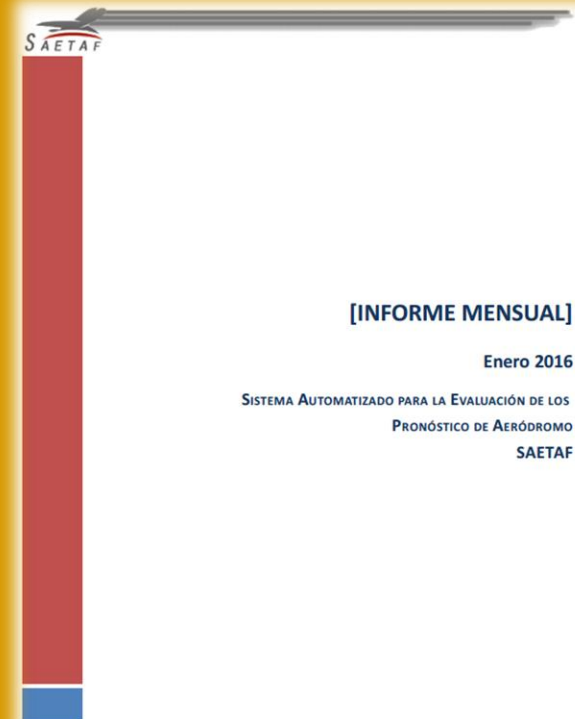 SAETAF
[INFORME MENSUAL]
Enero 2016
SISTEMA AUTOMATIZADO PARA LA EVALUACIÓN DE LOS
PRONÓSTICO DE AERÓDROMO
SAETAF